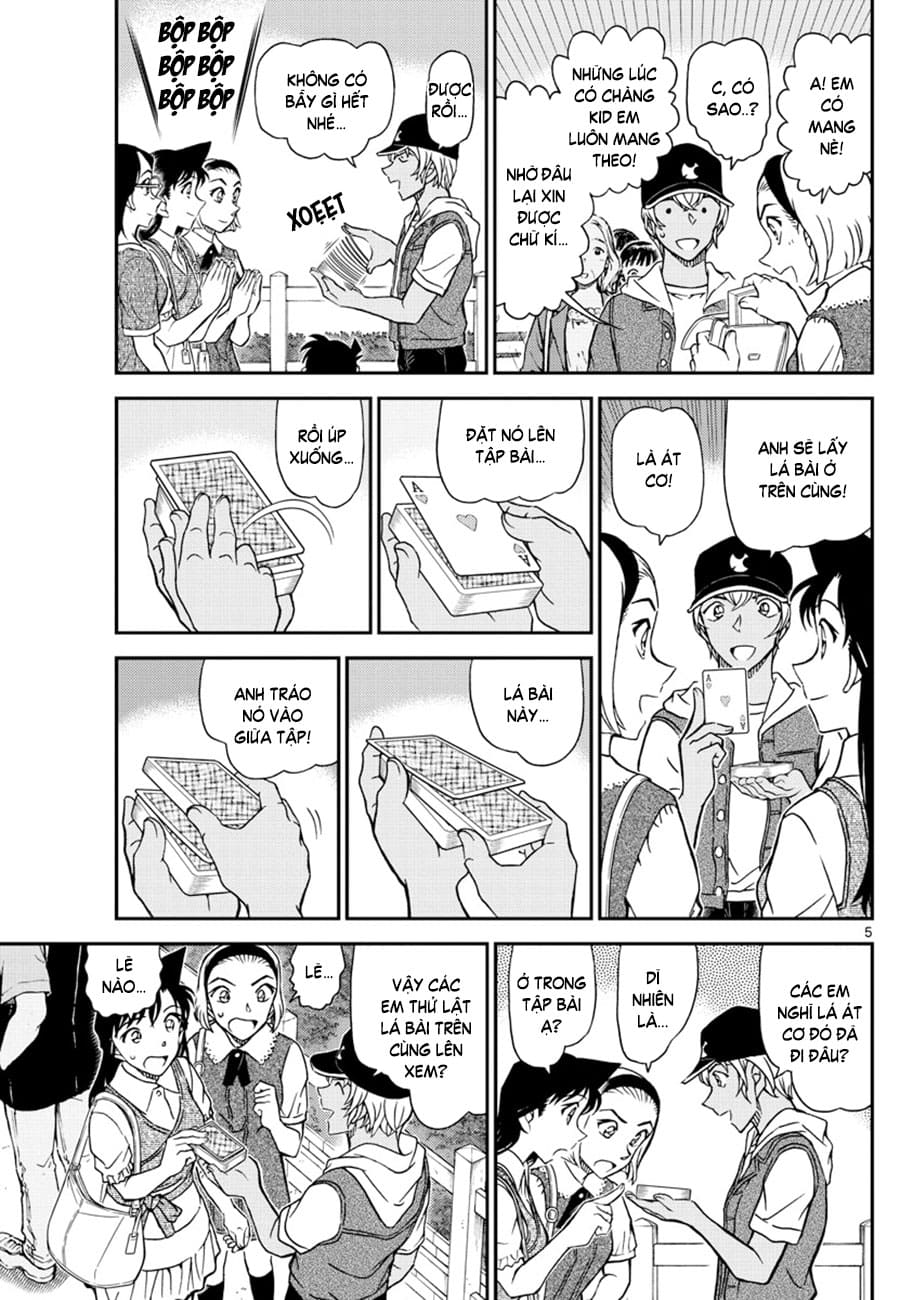 A! EM
CÓ
MANG
NÈ!
C, CÓ
SAO..?
NHỮNG LÚC
CÓ CHÀNG
KID EM
LUÔN MANG
THEO!
NHỠ ĐÂU
LẠI XIN
ĐƯỢC
CHỮ KÍ...
ĐƯỢC
RỒI...
KHÔNG CÓ
BẪY GÌ HẾT
NHÉ...
XOẸẸT
BỘP BỘP
BỘP BỘP
BỘP BỘP
ANH SẼ LẤY
LÁ BÀI Ở
TRÊN CÙNG!
LÀ ÁT
CƠ!
A
A
ĐẶT NÓ LÊN
TẬP BÀI...
A
A
RỒI ÚP
XUỐNG...
LÁ BÀI
NÀY...
ANH TRÁO
NÓ VÀO
GIỮA TẬP!
5
CÁC EM
NGHĨ LÁ ÁT
CƠ ĐÓ ĐÃ
ĐI ĐÂU?
DĨ
NHIÊN
LÀ...
Ở TRONG
TẬP BÀI
Ạ?
VẬY CÁC
EM THỬ LẬT
LÁ BÀI TRÊN
CÙNG LÊN
XEM?
LẼ...
LẼ
NÀO...